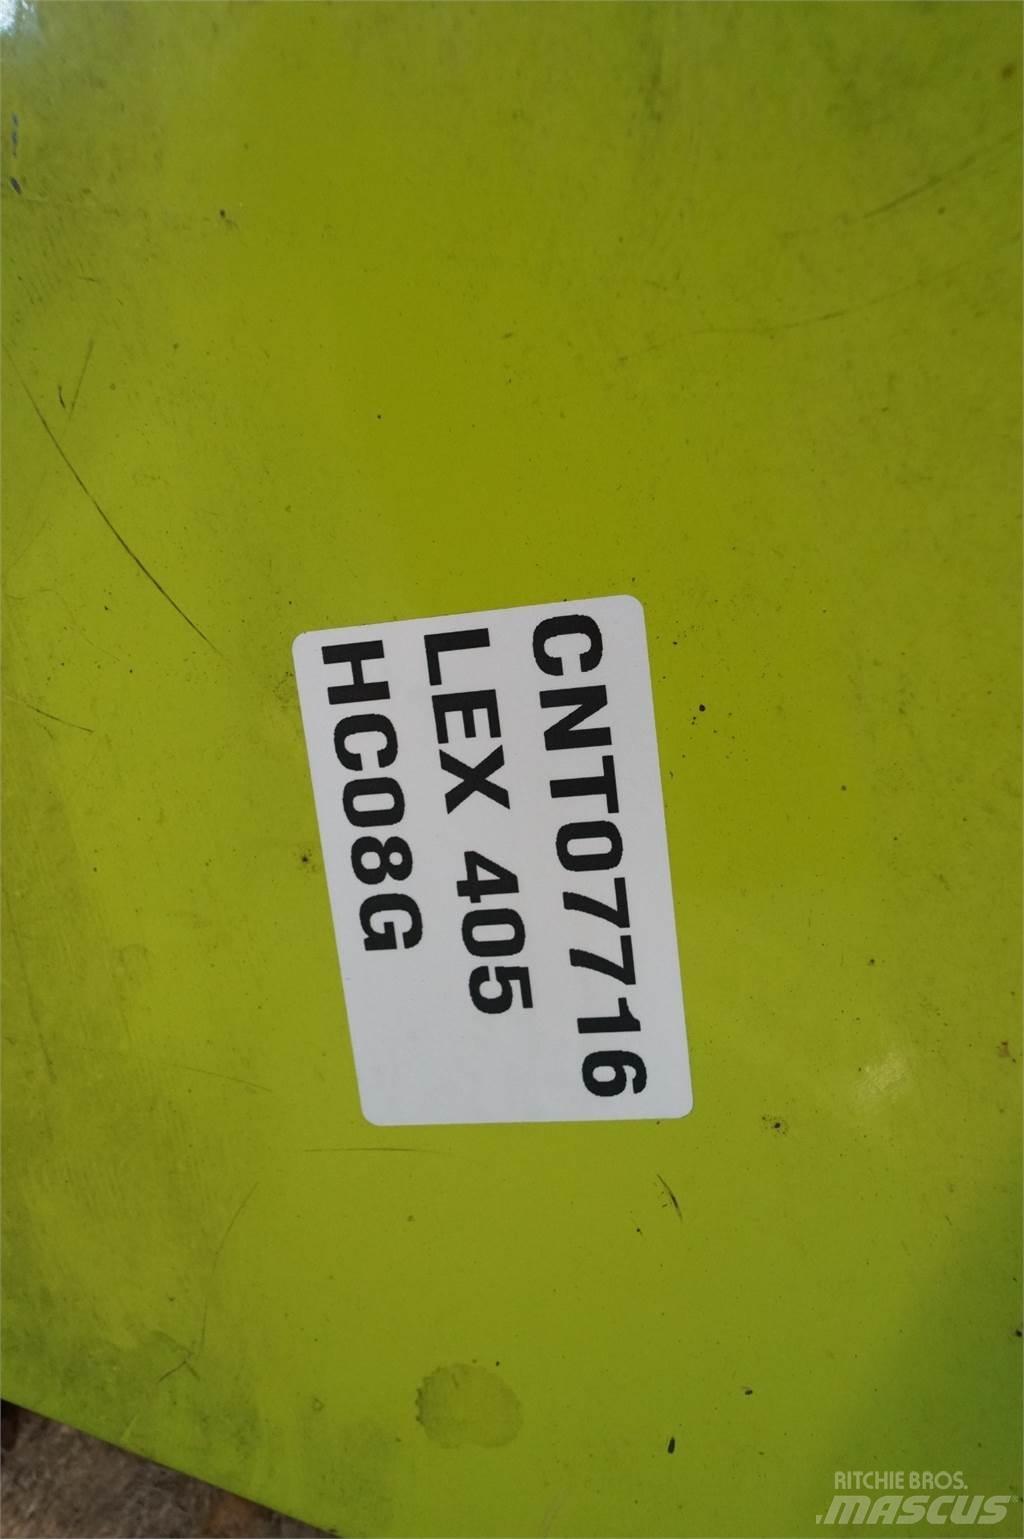 CNT07716
LEX 405
HC08G
RITCHIE BROS.
MASCUS